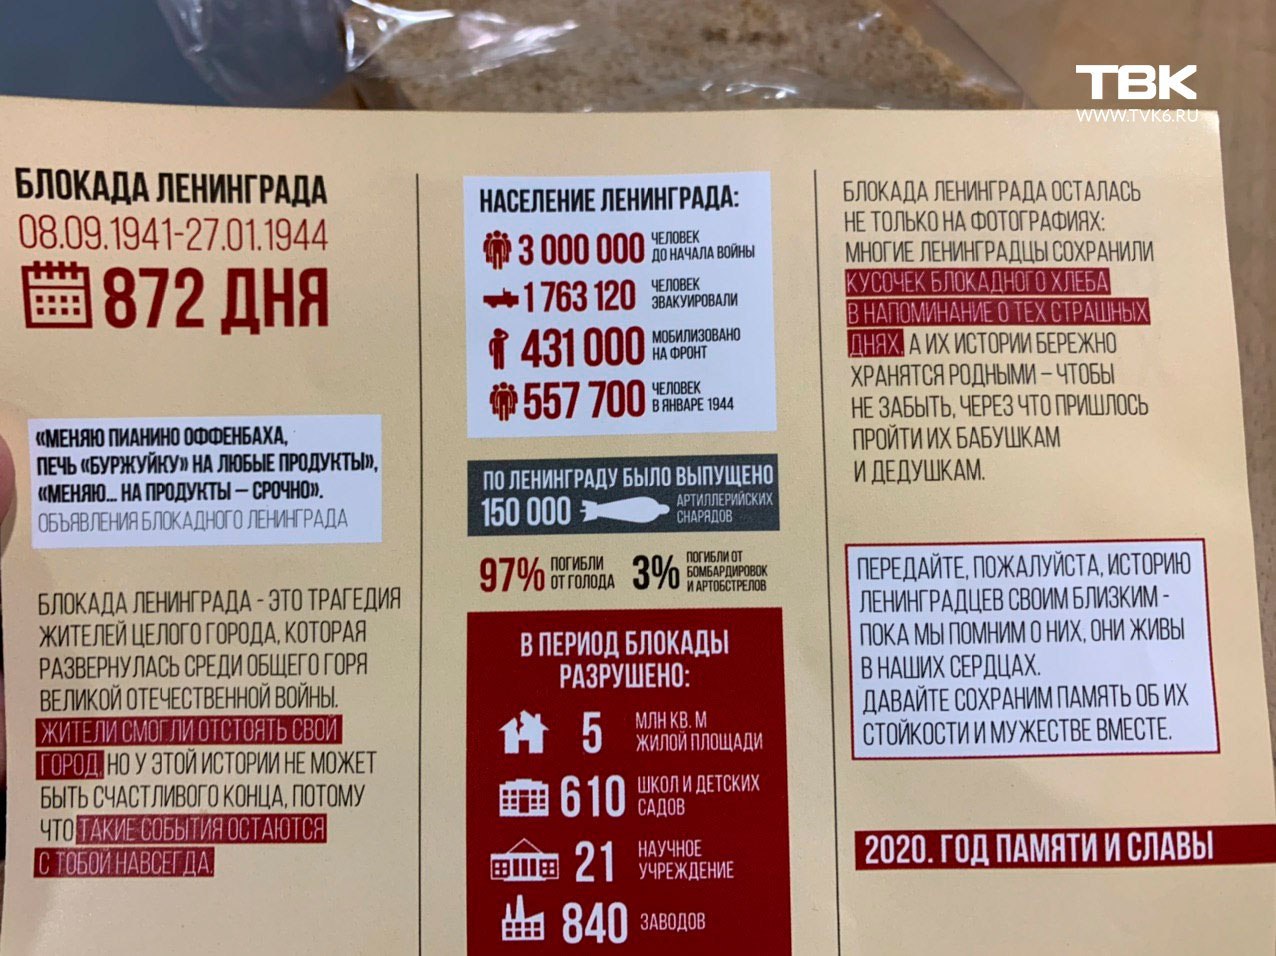 ТВК
WWW.TVK6.RU
БЛОКАДА ЛЕНИНГРАДА
08.09.1941-27.01.1944
872 ДНЯ
«МЕНЯЮ ПИАНИНО ОФФЕНБАХА,
ПЕЧЬ «БУРЖУЙКУ» НА ЛЮБЫЕ ПРОДУКТЫ»,
«МЕНЯЮ... НА ПРОДУКТЫ – СРОЧНО».
ОБЪЯВЛЕНИЯ БЛОКАДНОГО ЛЕНИНГРАДА
БЛОКАДА ЛЕНИНГРАДА - ЭТО ТРАГЕДИЯ
ЖИТЕЛЕЙ ЦЕЛОГО ГОРОДА, КОТОРАЯ
РАЗВЕРНУЛАСЬ СРЕДИ ОБЩЕГО ГОРЯ
ВЕЛИКОЙ ОТЕЧЕСТВЕННОЙ ВОЙНЫ.
ЖИТЕЛИ СМОГЛИ ОТСТОЯТЬ СВОЙ
ГОРОД, НО У ЭТОЙ ИСТОРИИ НЕ МОЖЕТ
БЫТЬ СЧАСТЛИВОГО КОНЦА, ПОТОМУ
ЧТО ТАКИЕ СОБЫТИЯ ОСТАЮТСЯ
С ТОБОЙ НАВСЕГДА.
НАСЕЛЕНИЕ ЛЕНИНГРАДА:
3 000 000 ЧЕЛОВЕК
ДО НАЧАЛА ВОЙНЫ
1 763 120 ЧЕЛОВЕК
ЭВАКУИРОВАЛИ
431 000 МОБИЛИЗОВАНО
НА ФРОНТ
557 700 ЧЕЛОВЕК
В ЯНВАРЕ 1944
ПО ЛЕНИНГРАДУ БЫЛО ВЫПУЩЕНО
150 000 АРТИЛЛЕРИЙСКИХ
СНАРЯДОВ
97% ПОГИБЛИ
ОТ ГОЛОДА
3% ПОГИБЛИ ОТ
БОМБАРДИРОВОК
И АРТОБСТРЕЛОВ
В ПЕРИОД БЛОКАДЫ
РАЗРУШЕНО:
5 МЛН КВ. М
ЖИЛОЙ ПЛОЩАДИ
610 ШКОЛ И ДЕТСКИХ
САДОВ
21 НАУЧНОЕ
УЧРЕЖДЕНИЕ
840 ЗАВОДОВ
БЛОКАДА ЛЕНИНГРАДА ОСТАЛАСЬ
НЕ ТОЛЬКО НА ФОТОГРАФИЯХ:
МНОГИЕ ЛЕНИНГРАДЦЫ СОХРАНИЛИ
КУСОЧЕК БЛОКАДНОГО ХЛЕБА
В НАПОМИНАНИЕ О ТЕХ СТРАШНЫХ
ДНЯХ, А ИХ ИСТОРИИ БЕРЕЖНО
ХРАНЯТСЯ РОДНЫМИ – ЧТОБЫ
НЕ ЗАБЫТЬ, ЧЕРЕЗ ЧТО ПРИШЛОСЬ
ПРОЙТИ ИХ БАБУШКАМ
И ДЕДУШКАМ.
ПЕРЕДАЙТЕ, ПОЖАЛУЙСТА, ИСТОРИЮ
ЛЕНИНГРАДЦЕВ СВОИМ БЛИЗКИМ -
ПОКА МЫ ПОМНИМ О НИХ, ОНИ ЖИВЫ
В НАШИХ СЕРДЦАХ.
ДАВАЙТЕ СОХРАНИМ ПАМЯТЬ ОБ ИХ
СТОЙКОСТИ И МУЖЕСТВЕ ВМЕСТЕ.
2020. ГОД ПАМЯТИ И СЛАВЫ